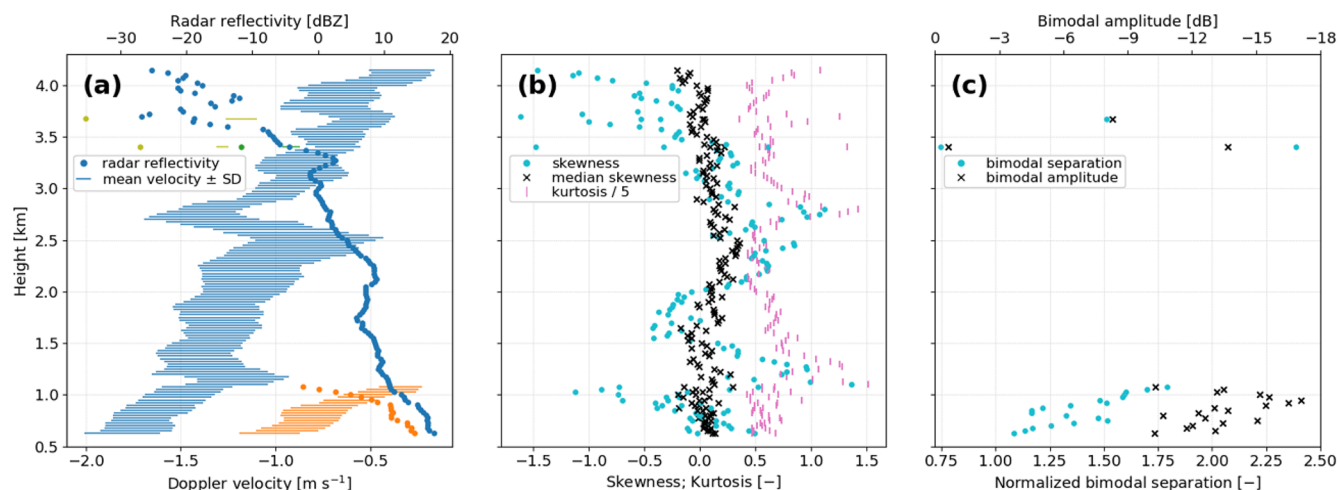 Radar reflectivity [dBZ]
−30 −20 −10 0 10 20
(a)
radar reflectivity
mean velocity ± SD
Height [km]
4.0
3.5
3.0
2.5
2.0
1.5
1.0
0.5
−2.0 −1.5 −1.0 −0.5
Doppler velocity [m s⁻¹]
(b)
skewness
median skewness
kurtosis / 5
−1.5 −1.0 −0.5 0.0 0.5 1.0 1.5
Skewness; Kurtosis [−]
Bimodal amplitude [dB]
0 −3 −6 −9 −12 −15 −18
(c)
bimodal separation
bimodal amplitude
0.75 1.00 1.25 1.50 1.75 2.00 2.25 2.50
Normalized bimodal separation [−]